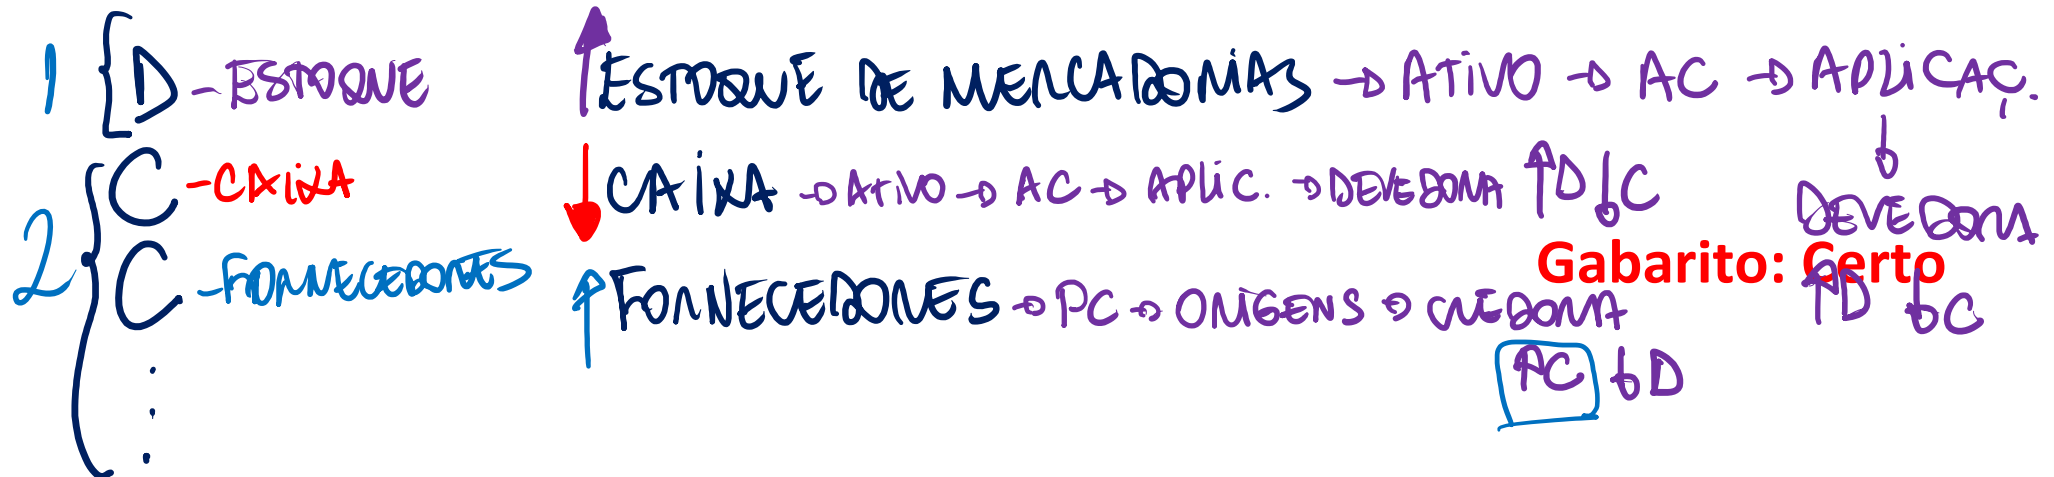 1 { D - ESTOQUE ↑ ESTOQUE DE MERCADORIAS → ATIVO → AC → APLICAÇ.
2 { C - CAIXA ↓ CAIXA → ATIVO → AC → APLIC. → DEVEDORA ↑D ↓C
↓ DEVEDORA
Gabarito: Certo
C - FORNECEDORES ↑ FORNECEDORES → PC → ORIGENS → CREDORA ↑D ↓C
↑C ↓D